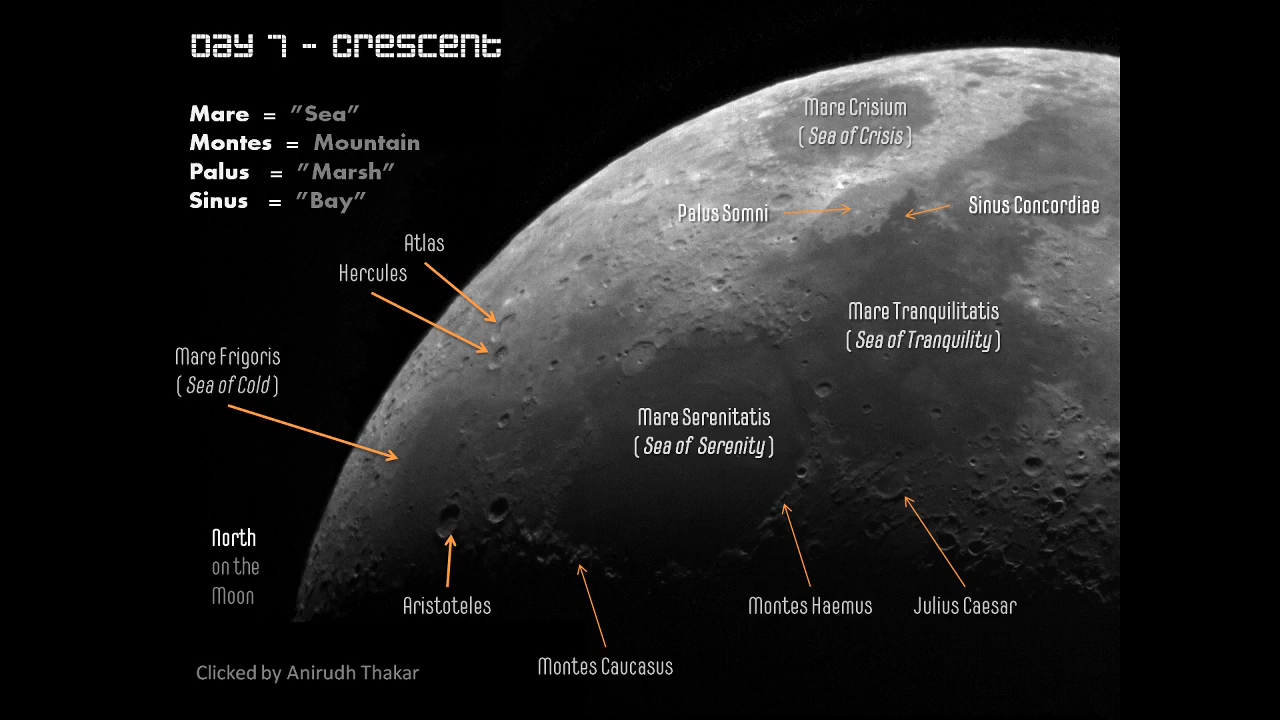 Day 7 - Crescent
Mare = "Sea"
Montes = Mountain
Palus = "Marsh"
Sinus = "Bay"
Mare Crisium
( Sea of Crisis )
Palus Somni
Sinus Concordiae
Atlas
Hercules
Mare Tranquilitatis
( Sea of Tranquility )
Mare Frigoris
( Sea of Cold )
Mare Serenitatis
( Sea of Serenity )
North
on the
Moon
Aristoteles
Montes Haemus
Julius Caesar
Montes Caucasus
Clicked by Anirudh Thakar